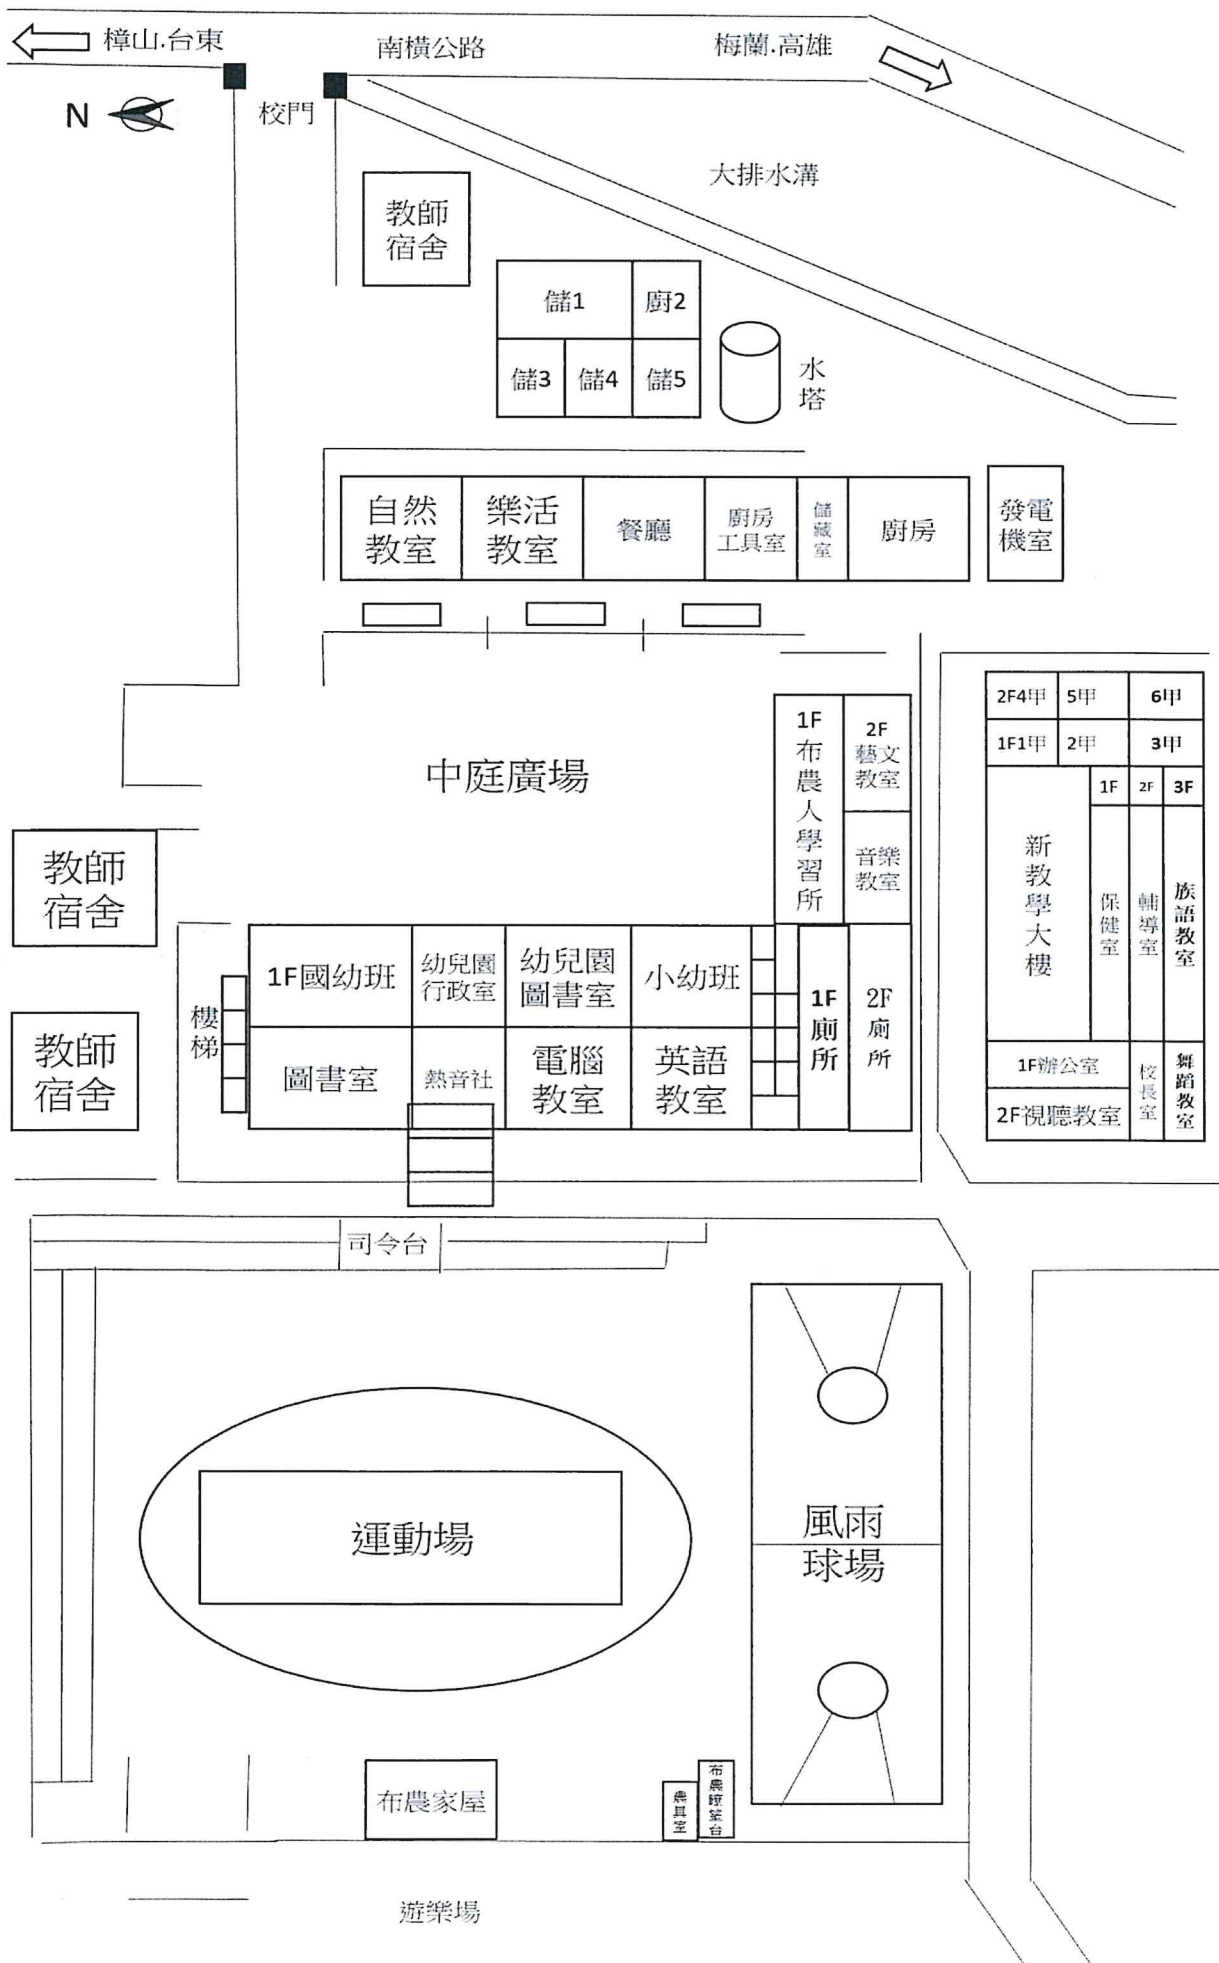 樟山.台東
南橫公路
梅蘭.高雄
N
校門
大排水溝
教師
宿舍
儲1
廚2
儲3
儲4
儲5
水塔
自然
教室
樂活
教室
餐廳
廚房
工具室
儲藏室
廚房
發電
機室
中庭廣場
1F
布農人學習所
2F
藝文
教室
音樂
教室
2F4甲
5甲
6甲
1F1甲
2甲
3甲
新教學大樓
1F
保健室
2F
輔導室
3F
族語教室
1F辦公室
2F視聽教室
校長室
舞蹈教室
教師
宿舍
教師
宿舍
樓梯
1F國幼班
幼兒園
行政室
幼兒園
圖書室
小幼班
圖書室
熱音社
電腦
教室
英語
教室
1F
廁所
2F
廁所
司令台
運動場
風雨
球場
布農家屋
農具室
布農瞭望台
遊樂場